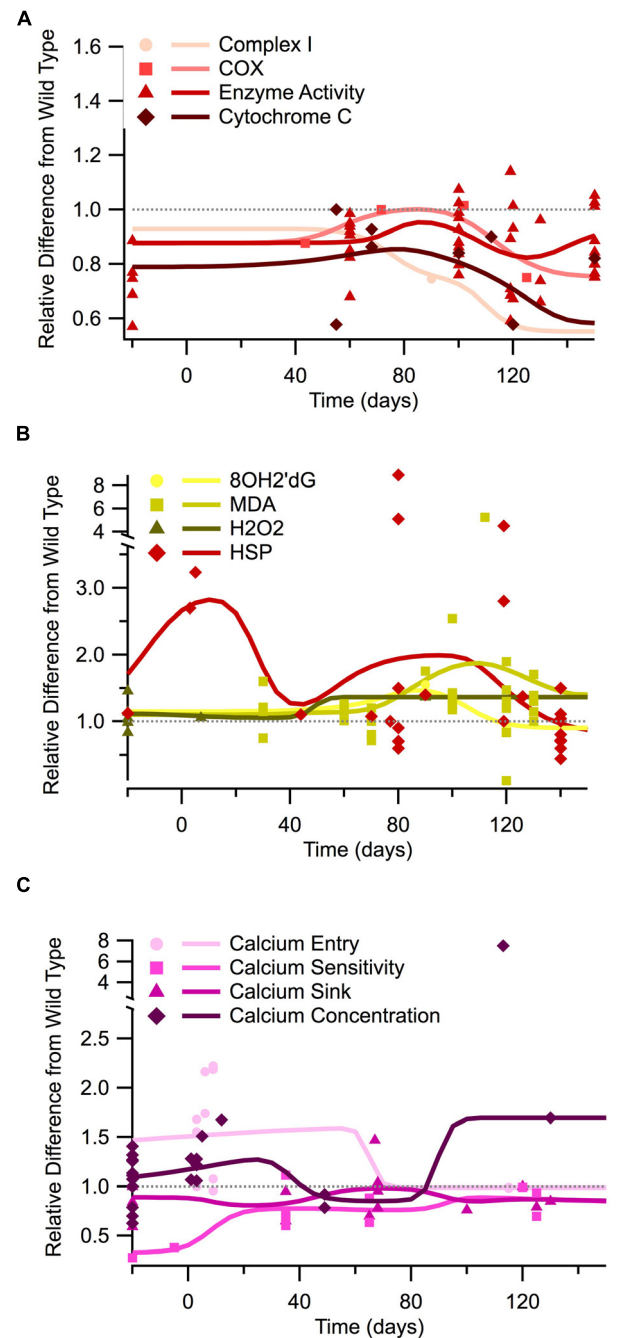 A
Relative Difference from Wild Type
1.6
1.4
1.2
1.0
0.8
0.6
Complex I
COX
Enzyme Activity
Cytochrome C
0 40 80 120
Time (days)
B
Relative Difference from Wild Type
8
6
4
3.0
2.0
1.0
8OH2'dG
MDA
H2O2
HSP
0 40 80 120
Time (days)
C
Relative Difference from Wild Type
8
6
4
2.5
2.0
1.5
1.0
0.5
Calcium Entry
Calcium Sensitivity
Calcium Sink
Calcium Concentration
0 40 80 120
Time (days)